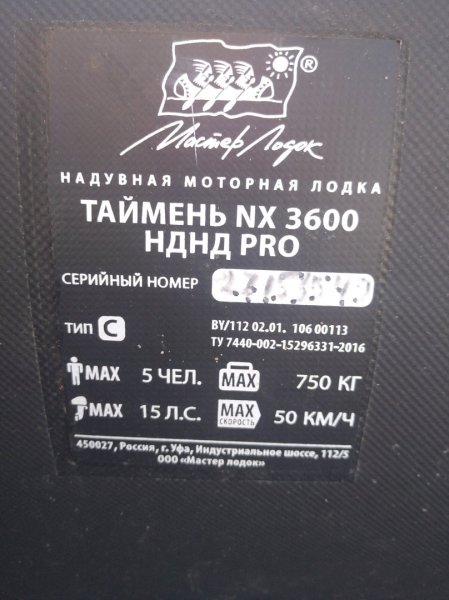 ®
Мастер Лодок
НАДУВНАЯ МОТОРНАЯ ЛОДКА
ТАЙМЕНЬ NX 3600
НДНД PRO
СЕРИЙНЫЙ НОМЕР
ТИП C
BY/112 02.01. 106 00113
ТУ 7440-002-15296331-2016
MAX 5 ЧЕЛ. MAX 750 КГ
MAX 15 Л.С. MAX СКОРОСТЬ 50 КМ/Ч
450027, Россия, г. Уфа, Индустриальное шоссе, 112/5
ООО «Мастер лодок»